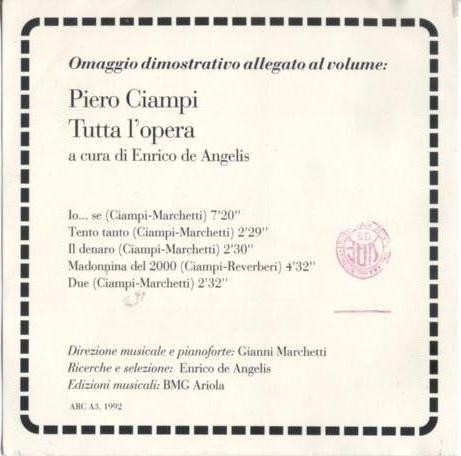 Omaggio dimostrativo allegato al volume:
Piero Ciampi
Tutta l'opera
a cura di Enrico de Angelis
Io... se (Ciampi-Marchetti) 7'20''
Tento tanto (Ciampi-Marchetti) 2'29''
Il denaro (Ciampi-Marchetti) 2'30''
Madonnina del 2000 (Ciampi-Reverberi) 4'32''
Due (Ciampi-Marchetti) 2'32''
Direzione musicale e pianoforte: Gianni Marchetti
Ricerche e selezione: Enrico de Angelis
Edizioni musicali: BMG Ariola
ARC A3, 1992